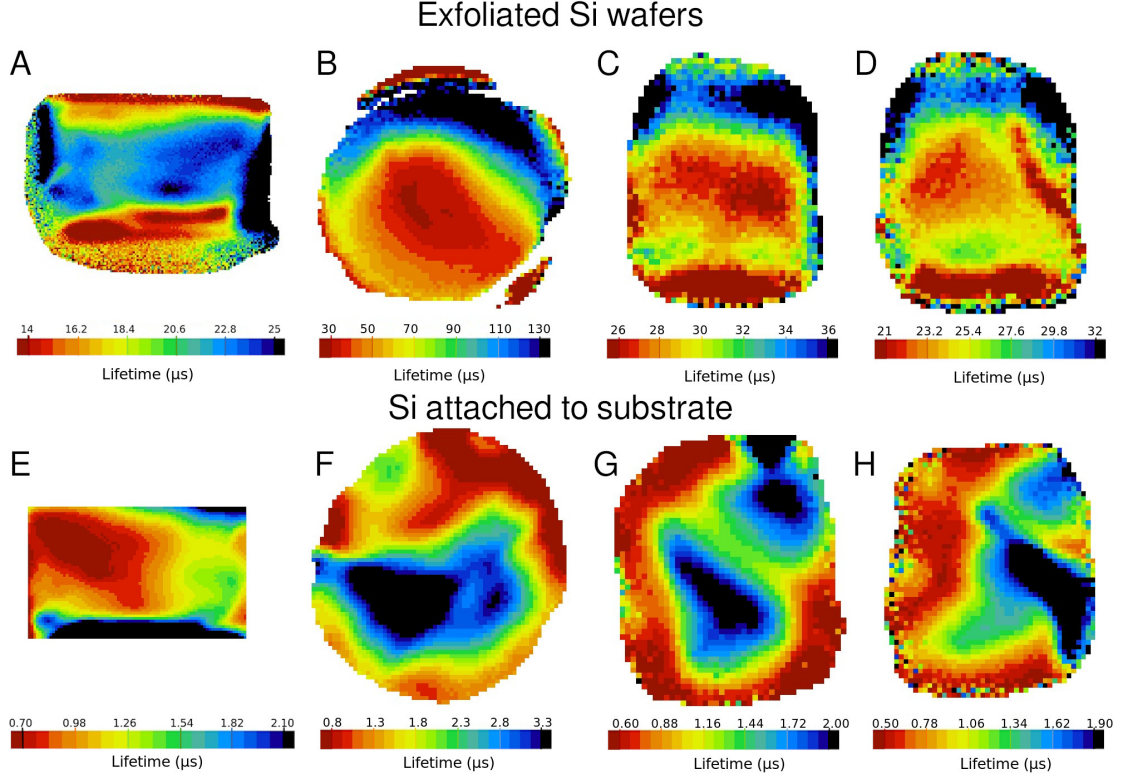 Exfoliated Si wafers
A B C D
14 16.2 18.4 20.6 22.8 25
Lifetime (μs)
30 50 70 90 110 130
Lifetime (μs)
26 28 30 32 34 36
Lifetime (μs)
21 23.2 25.4 27.6 29.8 32
Lifetime (μs)
Si attached to substrate
E F G H
0.70 0.98 1.26 1.54 1.82 2.10
Lifetime (μs)
0.8 1.3 1.8 2.3 2.8 3.3
Lifetime (μs)
0.60 0.88 1.16 1.44 1.72 2.00
Lifetime (μs)
0.50 0.78 1.06 1.34 1.62 1.90
Lifetime (μs)